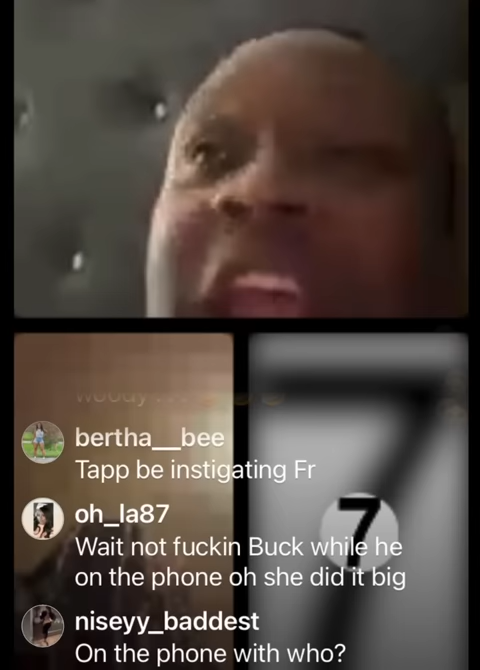 bertha__bee
Tapp be instigating Fr
7
oh_la87
Wait not fuckin Buck while he
on the phone oh she did it big
niseyy_baddest
On the phone with who?